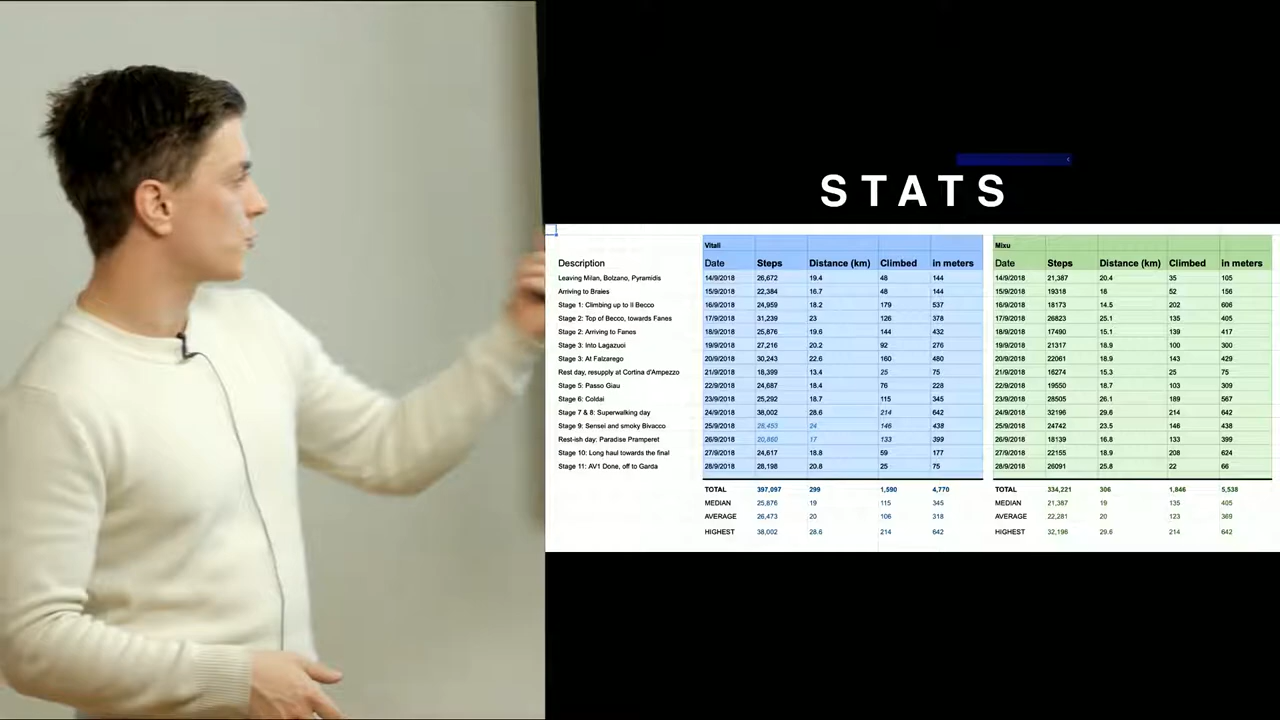 STATS
Vitali Mixu
Description Date Steps Distance (km) Climbed in meters Date Steps Distance (km) Climbed in meters
Leaving Milan, Bolzano, Pyramidis 14/9/2018 26,672 19.4 48 144 14/9/2018 21,387 20.4 35 105
Arriving to Braies 15/9/2018 22,384 16.7 48 144 15/9/2018 19318 16 52 156
Stage 1: Climbing up to Il Becco 16/9/2018 24,959 18.2 179 537 16/9/2018 18173 14.5 202 606
Stage 2: Top of Becco, towards Fanes 17/9/2018 31,239 23 126 378 17/9/2018 26823 25.1 135 405
Stage 2: Arriving to Fanes 18/9/2018 25,876 19.6 144 432 18/9/2018 17490 15.1 139 417
Stage 3: Into Lagazuoi 19/9/2018 27,216 20.2 92 276 19/9/2018 21317 18.9 100 300
Stage 3: At Falzarego 20/9/2018 30,243 22.6 160 480 20/9/2018 22061 18.9 143 429
Rest day, resupply at Cortina d'Ampezzo 21/9/2018 18,399 13.4 25 75 21/9/2018 16274 15.3 25 75
Stage 5: Passo Giau 22/9/2018 24,687 18.4 76 228 22/9/2018 19550 18.7 103 309
Stage 6: Coldai 23/9/2018 25,292 18.7 115 345 23/9/2018 28505 26.1 189 567
Stage 7 & 8: Superwalking day 24/9/2018 38,002 28.6 214 642 24/9/2018 32196 29.6 214 642
Stage 9: Sensei and smoky Bivacco 25/9/2018 28,453 24 146 438 25/9/2018 24742 23.5 146 438
Rest-ish day: Paradise Pramperet 26/9/2018 20,860 17 133 399 26/9/2018 18139 16.8 133 399
Stage 10: Long haul towards the final 27/9/2018 24,617 18.8 59 177 27/9/2018 22155 18.9 208 624
Stage 11: AV1 Done, off to Garda 28/9/2018 28,198 20.8 25 75 28/9/2018 26091 25.8 22 66
TOTAL 397,097 299 1,590 4,770 TOTAL 334,221 306 1,846 5,538
MEDIAN 25,876 19 115 345 MEDIAN 21,387 19 135 405
AVERAGE 26,473 20 106 318 AVERAGE 22,281 20 123 369
HIGHEST 38,002 28.6 214 642 HIGHEST 32,196 29.6 214 642